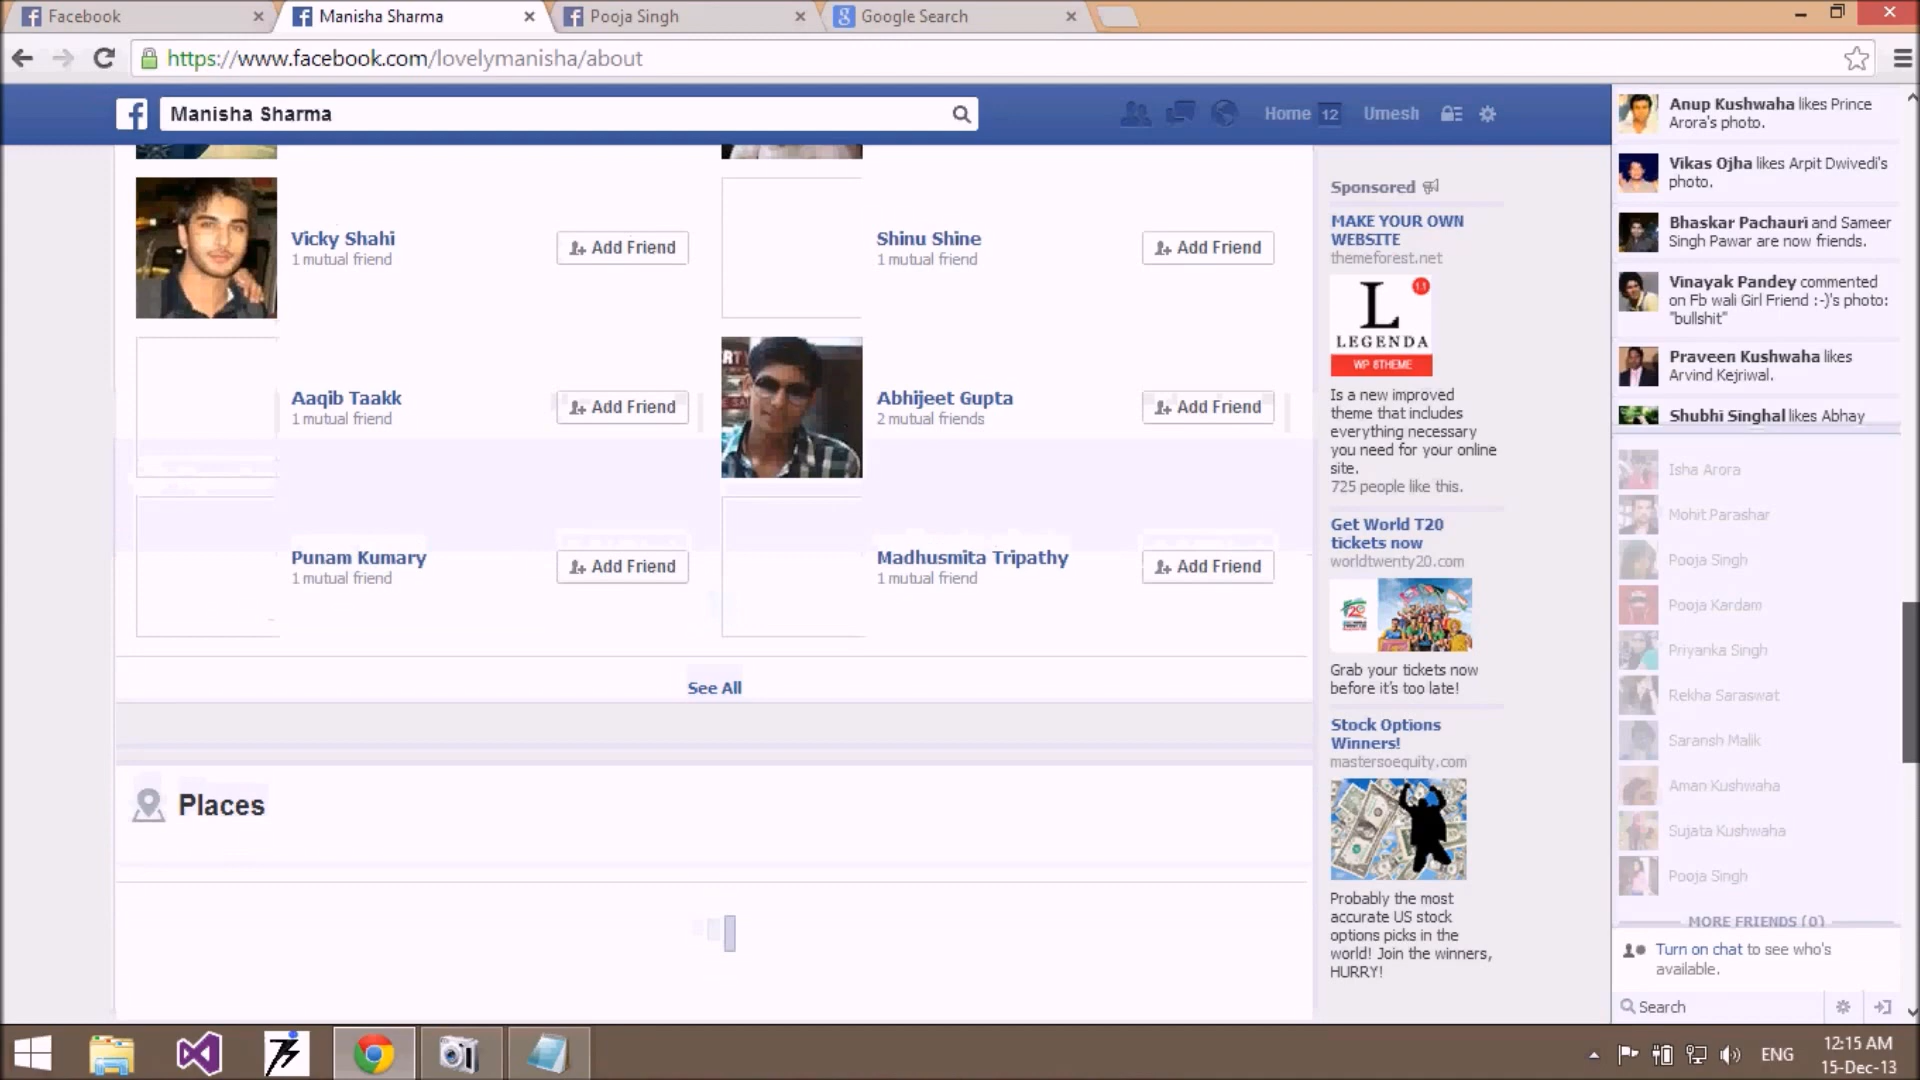 Facebook
Manisha Sharma
Pooja Singh
Google Search
https://www.facebook.com/lovelymanisha/about
Manisha Sharma
Home 12
Umesh
Vicky Shahi
1 mutual friend
Add Friend
Shinu Shine
1 mutual friend
Add Friend
Aaqib Taakk
1 mutual friend
Add Friend
Abhijeet Gupta
2 mutual friends
Add Friend
Punam Kumary
1 mutual friend
Add Friend
Madhusmita Tripathy
1 mutual friend
Add Friend
See All
Places
Sponsored
MAKE YOUR OWN
WEBSITE
themeforest.net
1.1
L
LEGENDA
WP 8THEME
Is a new improved
theme that includes
everything necessary
you need for your online
site.
725 people like this.
Get World T20
tickets now
worldtwenty20.com
Grab your tickets now
before it's too late!
Stock Options
Winners!
mastersoequity.com
Probably the most
accurate US stock
options picks in the
world! Join the winners,
HURRY!
Anup Kushwaha likes Prince
Arora's photo.
Vikas Ojha likes Arpit Dwivedi's
photo.
Bhaskar Pachauri and Sameer
Singh Pawar are now friends.
Vinayak Pandey commented
on Fb wali Girl Friend :-)'s photo:
"bullshit"
Praveen Kushwaha likes
Arvind Kejriwal.
Shubhi Singhal likes Abhay
Isha Arora
Mohit Parashar
Pooja Singh
Pooja Kardam
Priyanka Singh
Rekha Saraswat
Saransh Malik
Aman Kushwaha
Sujata Kushwaha
Pooja Singh
MORE FRIENDS (0)
Turn on chat to see who's
available.
Search
ENG
12:15 AM
15-Dec-13